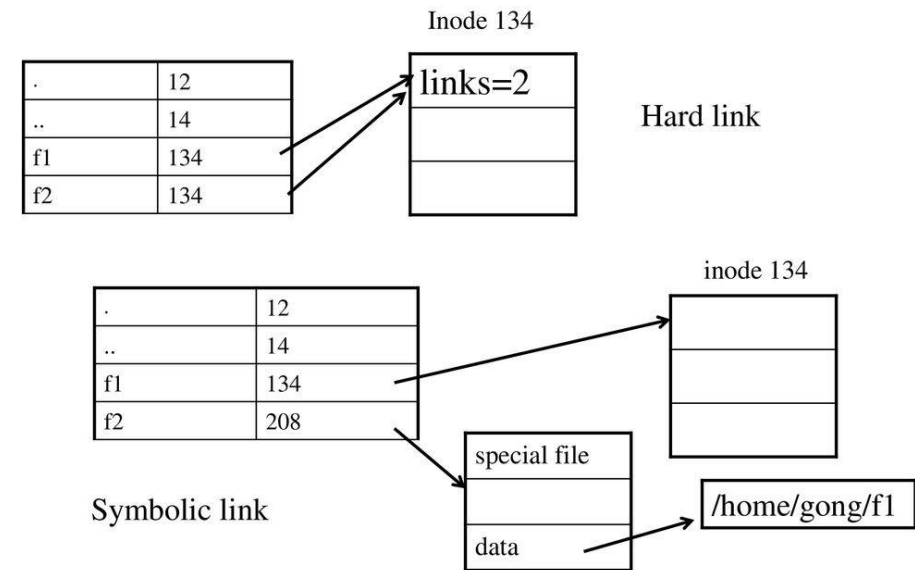 Inode 134
. 12
.. 14
f1 134
f2 134
links=2
Hard link
inode 134
. 12
.. 14
f1 134
f2 208
special file
data
/home/gong/f1
Symbolic link